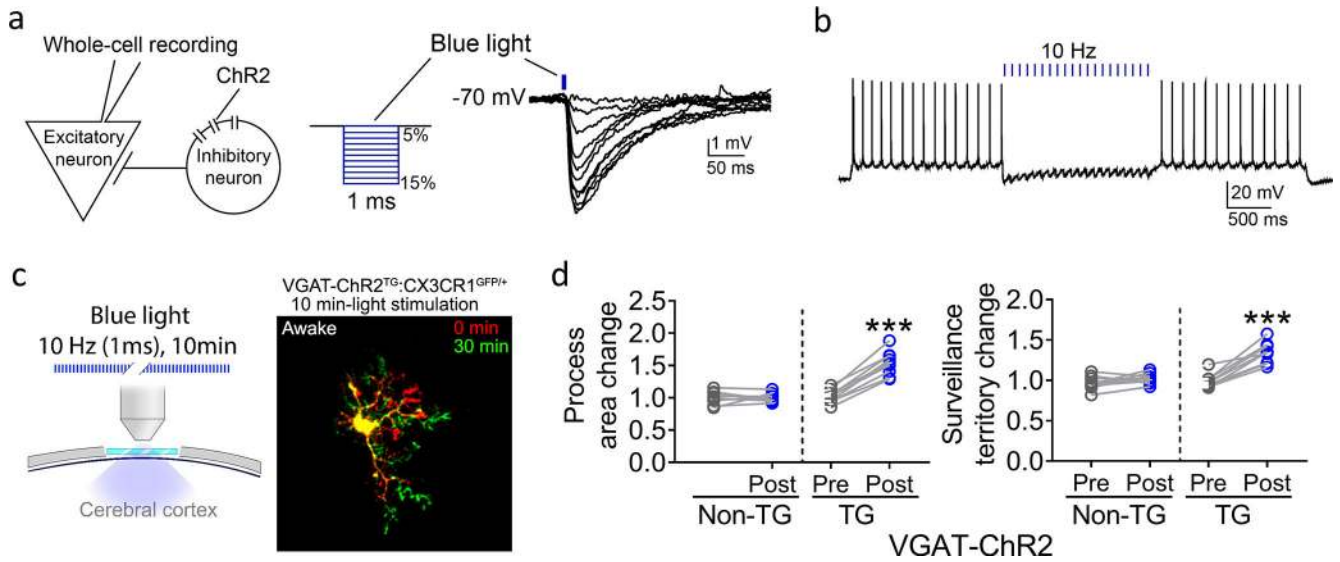 a
Whole-cell recording
ChR2
Excitatory
neuron
Inhibitory
neuron
Blue light
5%
15%
1 ms
-70 mV
1 mV
50 ms
b
10 Hz
20 mV
500 ms
c
Blue light
10 Hz (1ms), 10min
Cerebral cortex
VGAT-ChR2TG:CX3CR1GFP/+
10 min-light stimulation
Awake
0 min
30 min
d
Process
area change
2.5
2.0
1.5
1.0
0.5
0.0
***
Post
Pre Post
Non-TG
TG
Surveillance
territory change
2.0
1.5
1.0
0.5
0.0
***
Pre Post
Pre Post
Non-TG
TG
VGAT-ChR2